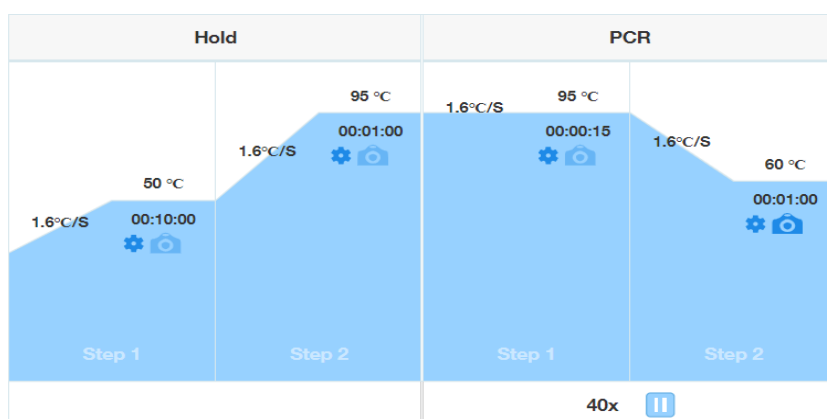 Hold
PCR
95 °C
95 °C
1.6°C/S
00:01:00
00:00:15
1.6°C/S
1.6°C/S
60 °C
50 °C
00:01:00
1.6°C/S
00:10:00
Step 1
Step 2
Step 1
Step 2
40x